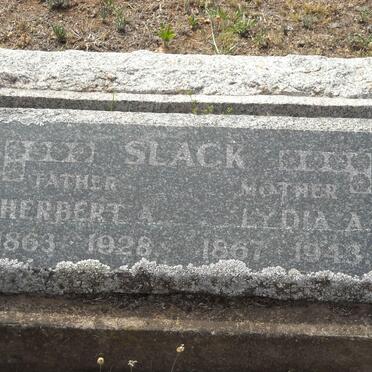 SLACK
FATHER MOTHER
HERBERT A. LYDIA A.
1863 1928 1867 1943